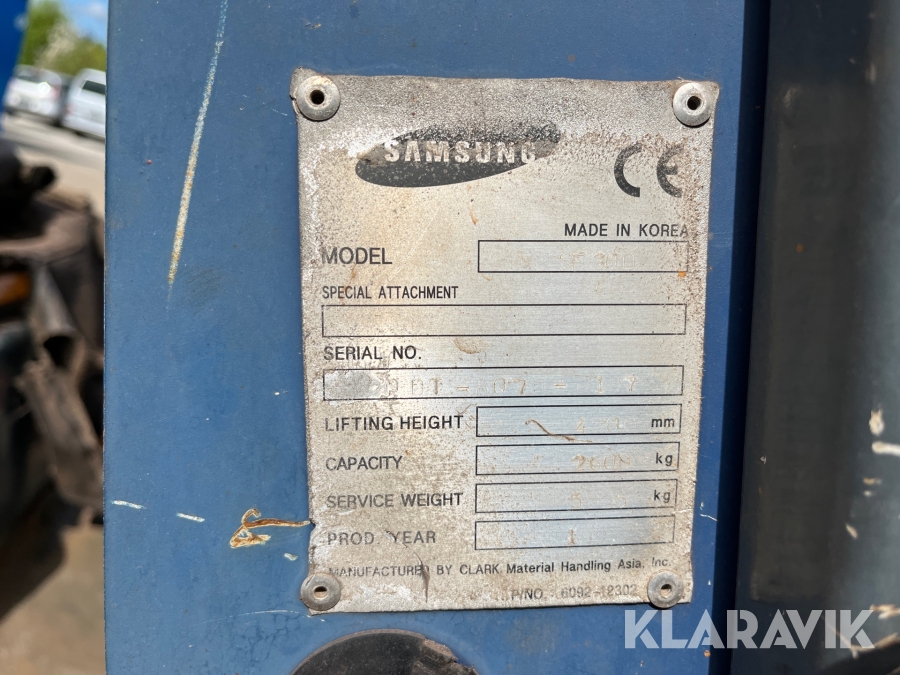 SAMSUNG
CE
MADE IN KOREA
MODEL
SPECIAL ATTACHMENT
SERIAL NO.
LIFTING HEIGHT mm
CAPACITY kg
SERVICE WEIGHT kg
PROD. YEAR
MANUFACTURED BY CLARK Material Handling Asia, Inc.
P/NO. 6092-12302
KLARAVIK